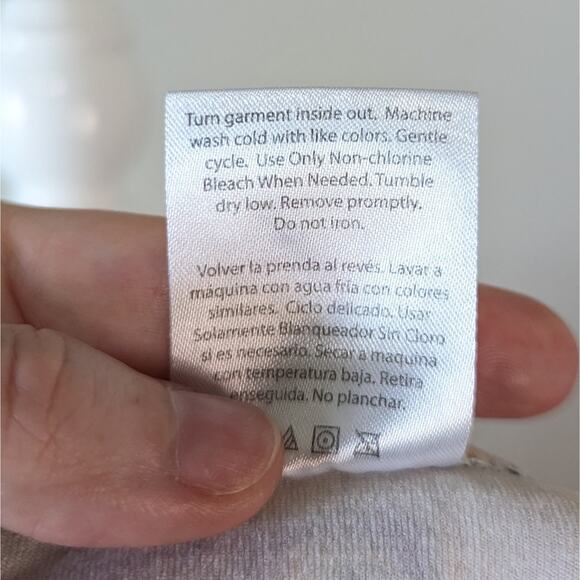 Turn garment inside out. Machine
wash cold with like colors. Gentle
cycle. Use Only Non-chlorine
Bleach When Needed. Tumble
dry low. Remove promptly.
Do not iron.
Volver la prenda al revés. Lavar a
máquina con agua fría con colores
similares. Ciclo delicado. Usar
Solamente Blanqueador Sin Cloro
si es necesario. Secar a maquina
con temperatura baja. Retira
enseguida. No planchar.